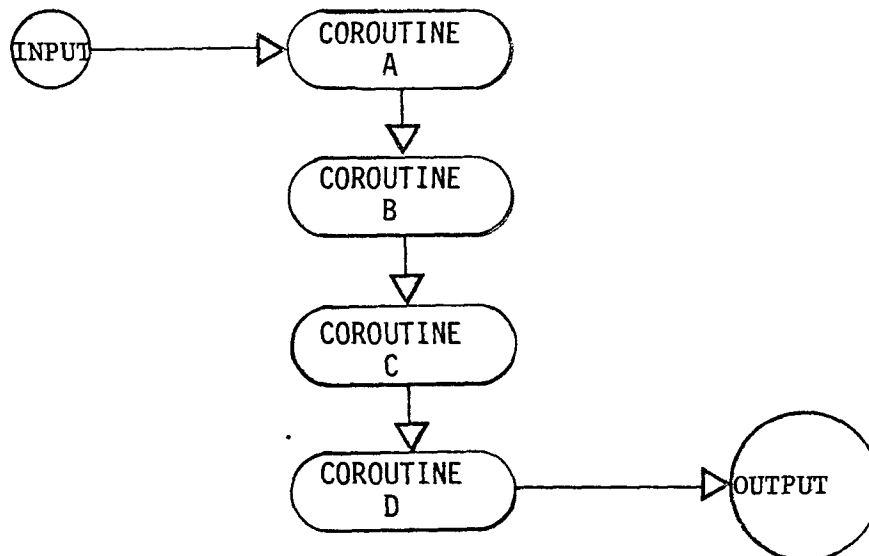 INPUT
COROUTINE
A
COROUTINE
B
COROUTINE
C
COROUTINE
D
OUTPUT